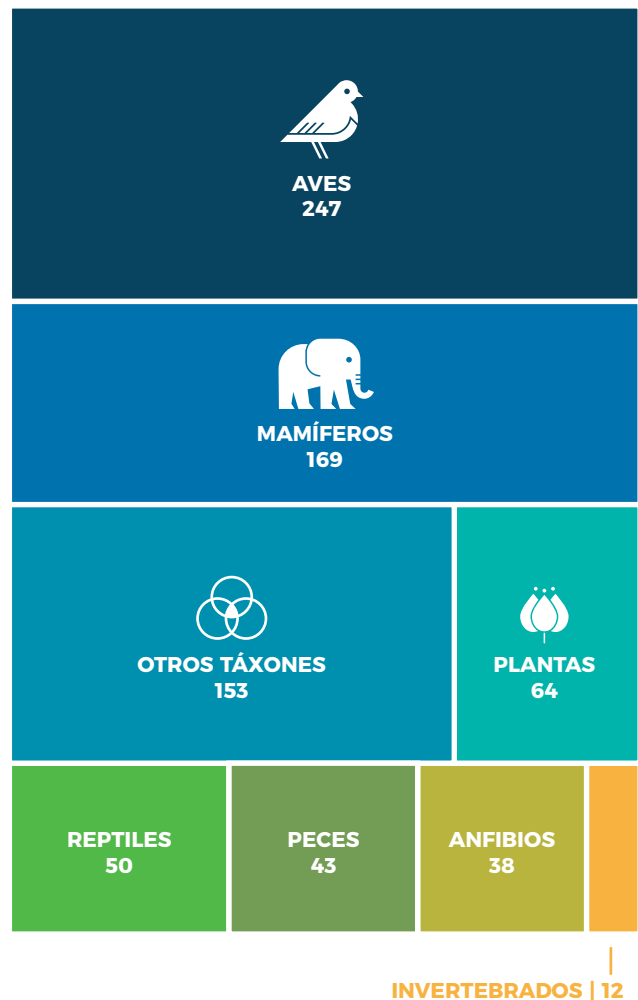 AVES
247
MAMÍFEROS
169
OTROS TÁXONES
153
PLANTAS
64
REPTILES
50
PECES
43
ANFIBIOS
38
INVERTEBRADOS | 12